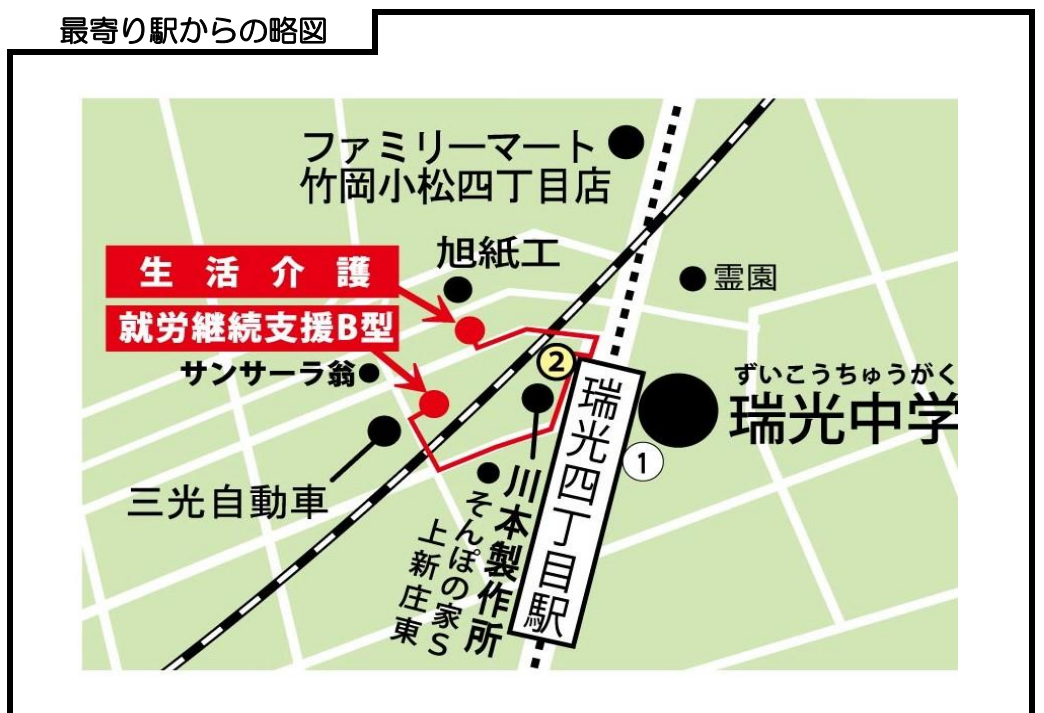 最寄り駅からの略図
ファミリーマート
竹岡小松四丁目店
旭紙工
霊園
生活介護
就労継続支援B型
サンサーラ翁
②
ずいこうちゅうがく
瑞光中学
瑞光四丁目駅
①
三光自動車
川本製作所
そんぽの家S
上新庄東